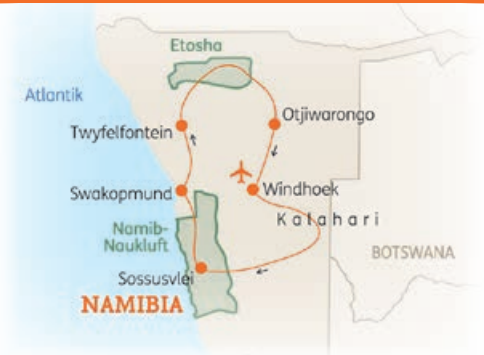 Etosha
Atlantik
Otjiwarongo
Twyfelfontein
Swakopmund
Windhoek
Kalahari
Namib-
Naukluft
BOTSWANA
Sossusvlei
NAMIBIA